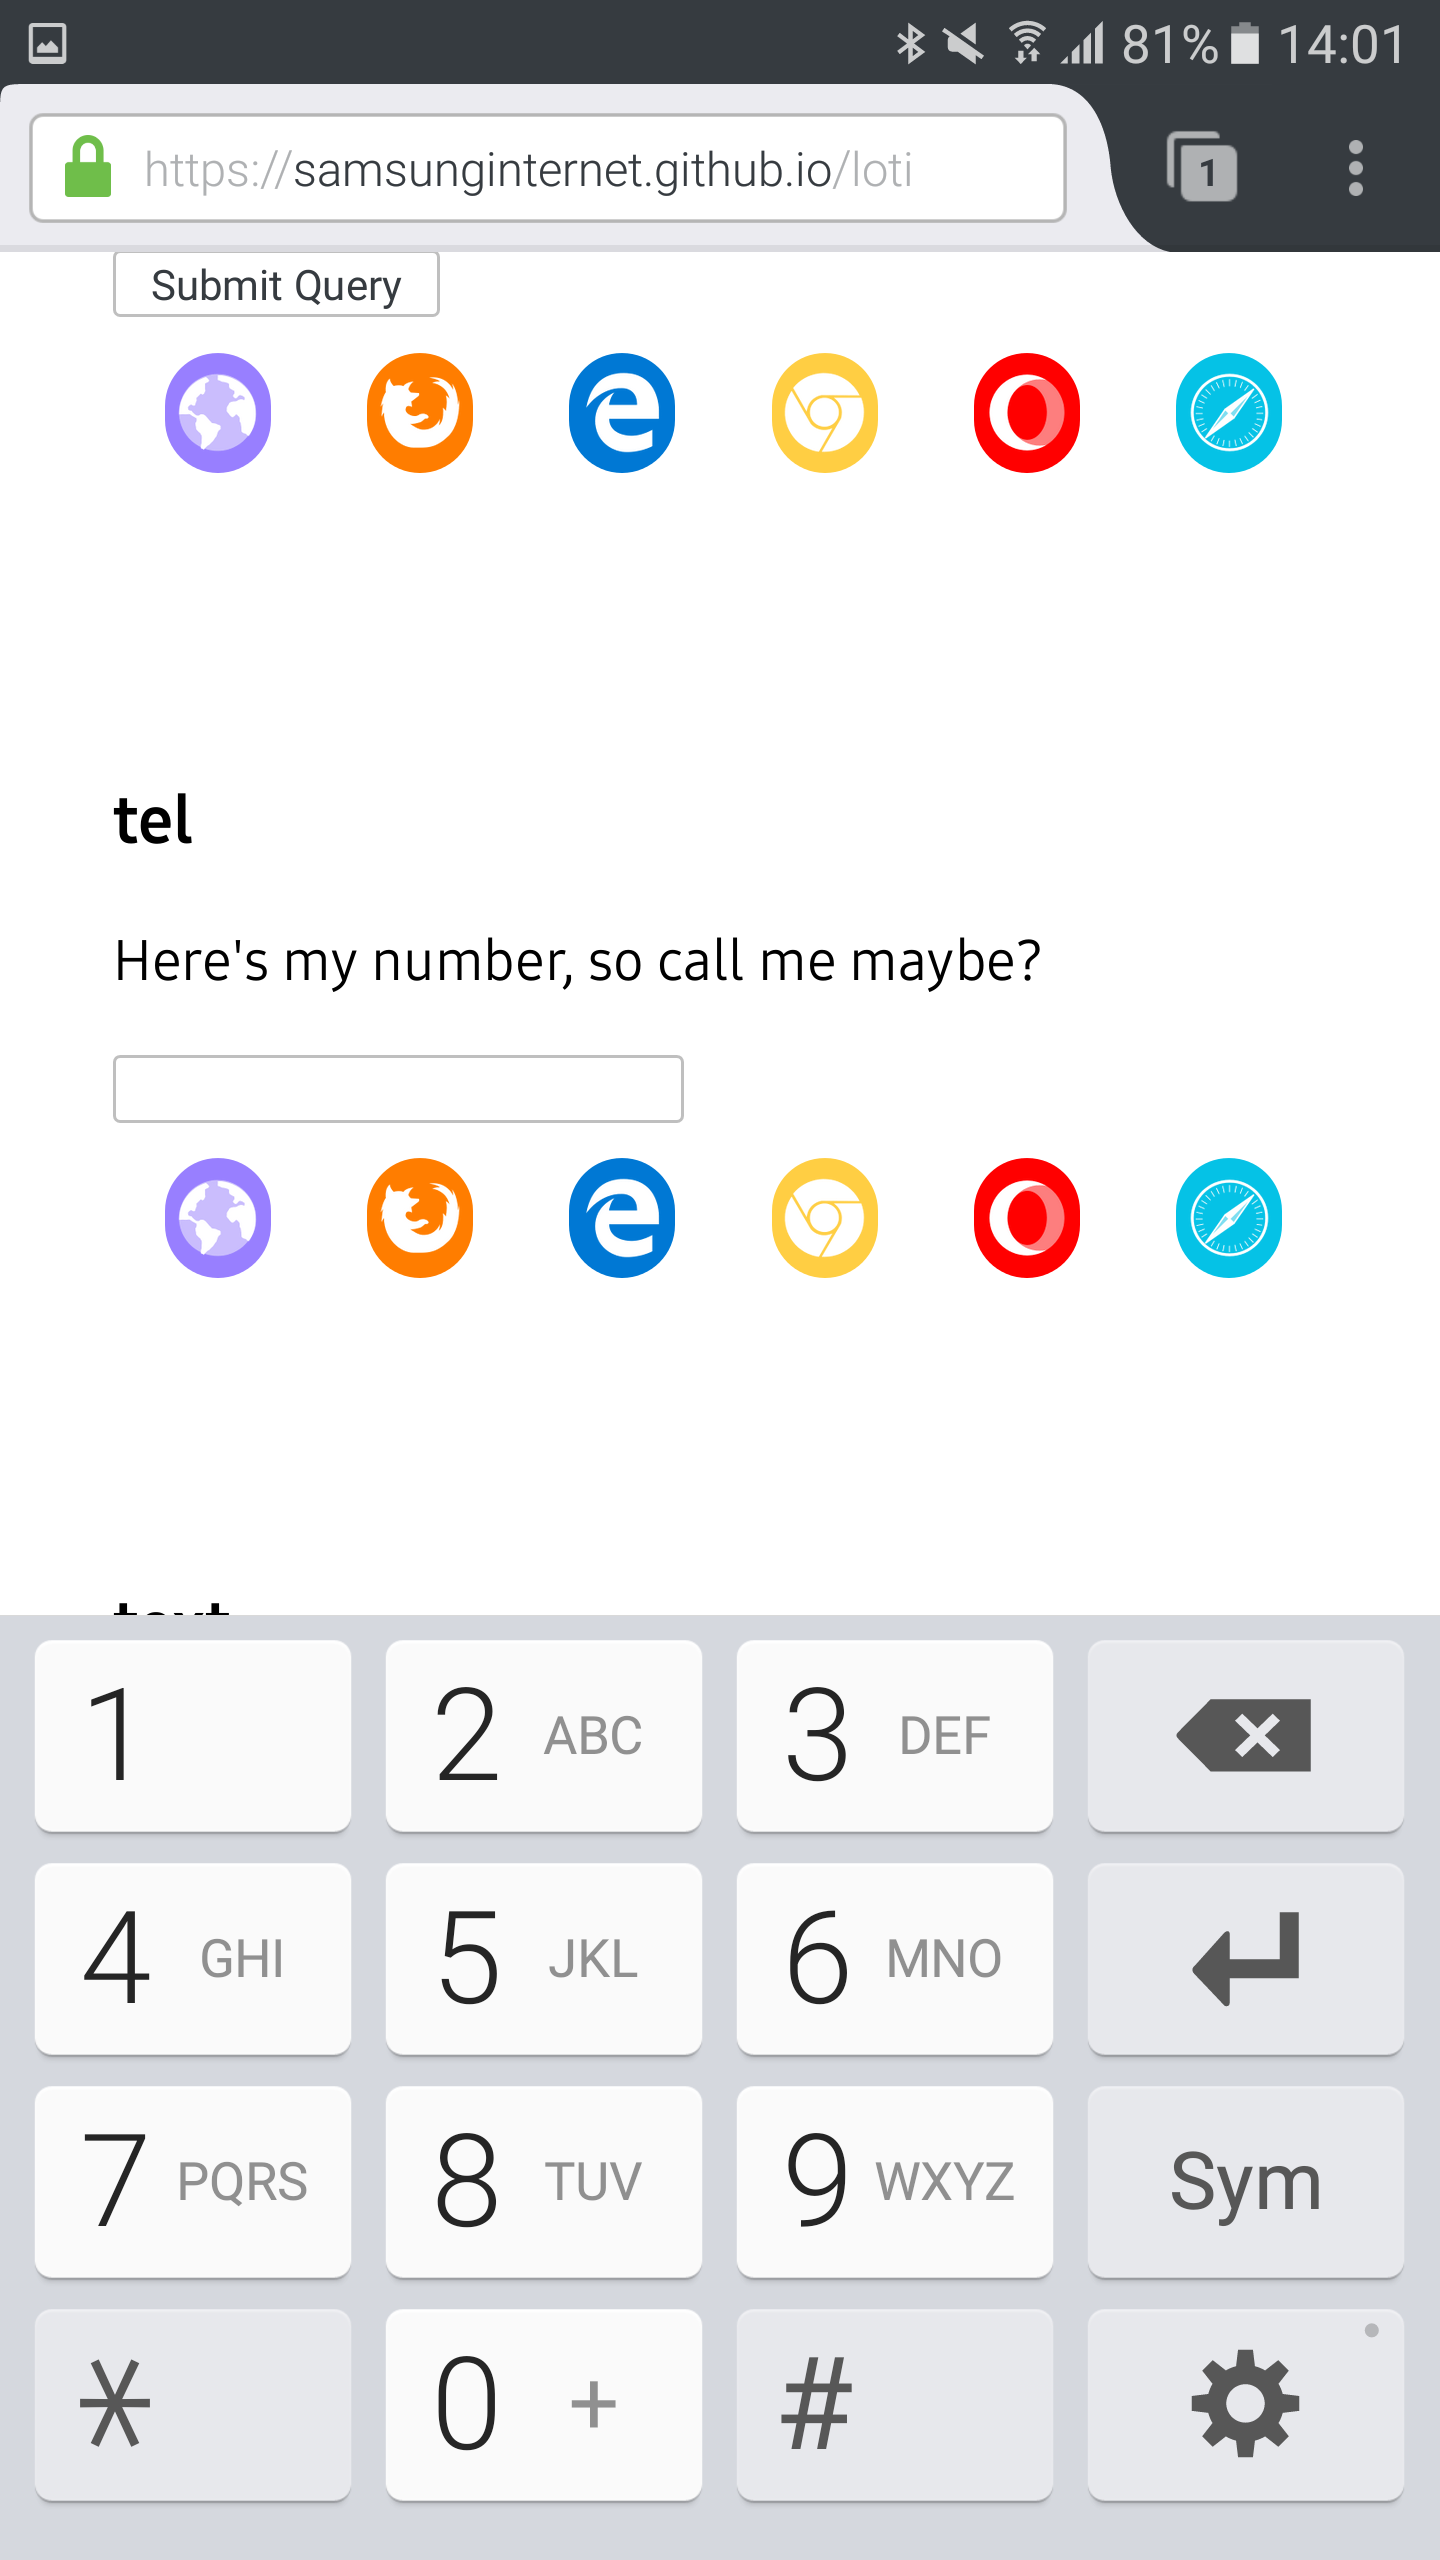 81% 14:01
https://samsunginternet.github.io/loti
1
Submit Query
tel
Here's my number, so call me maybe?
text
1
2 ABC
3 DEF
4 GHI
5 JKL
6 MNO
7 PQRS
8 TUV
9 WXYZ
Sym
*
0 +
#